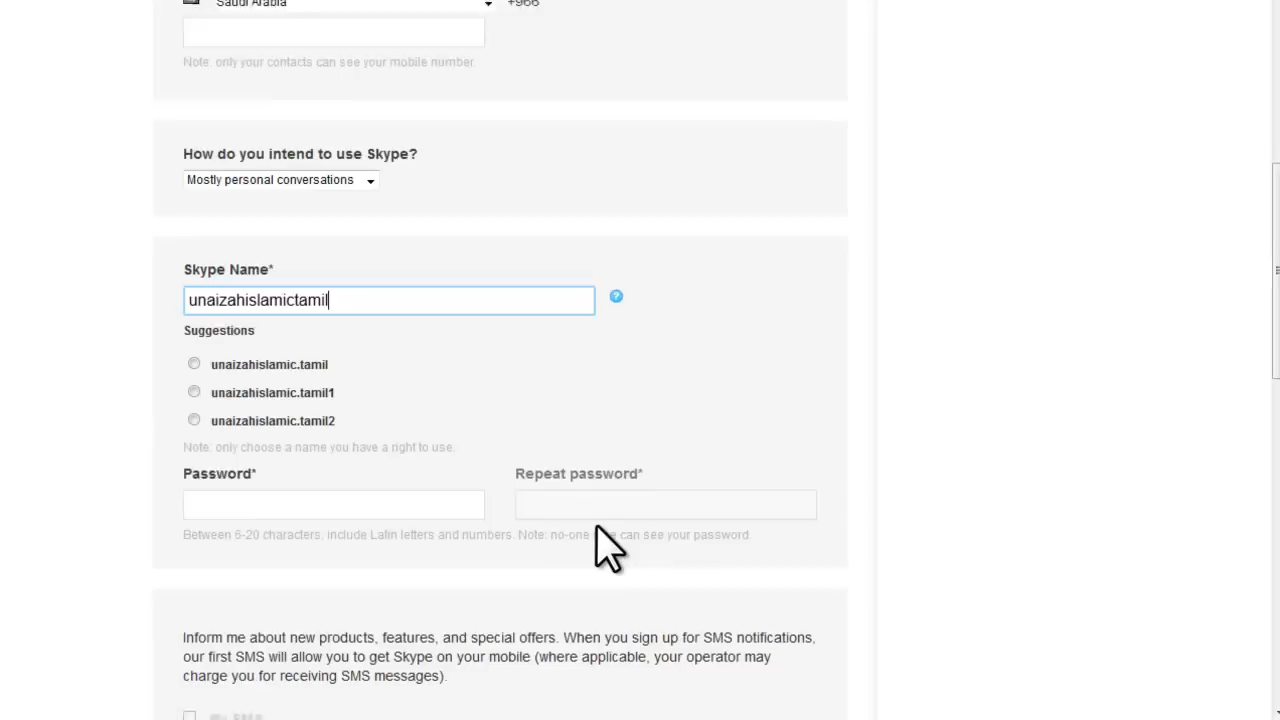 Saudi Arabia +966
Note: only your contacts can see your mobile number.
How do you intend to use Skype?
Mostly personal conversations
Skype Name*
unaizahislamictamil
?
Suggestions
unaizahislamic.tamil
unaizahislamic.tamil1
unaizahislamic.tamil2
Note: only choose a name you have a right to use.
Password* Repeat password*
Between 6-20 characters, include Latin letters and numbers. Note: no-one can see your password.
Inform me about new products, features, and special offers. When you sign up for SMS notifications,
our first SMS will allow you to get Skype on your mobile (where applicable, your operator may
charge you for receiving SMS messages).
By SMS